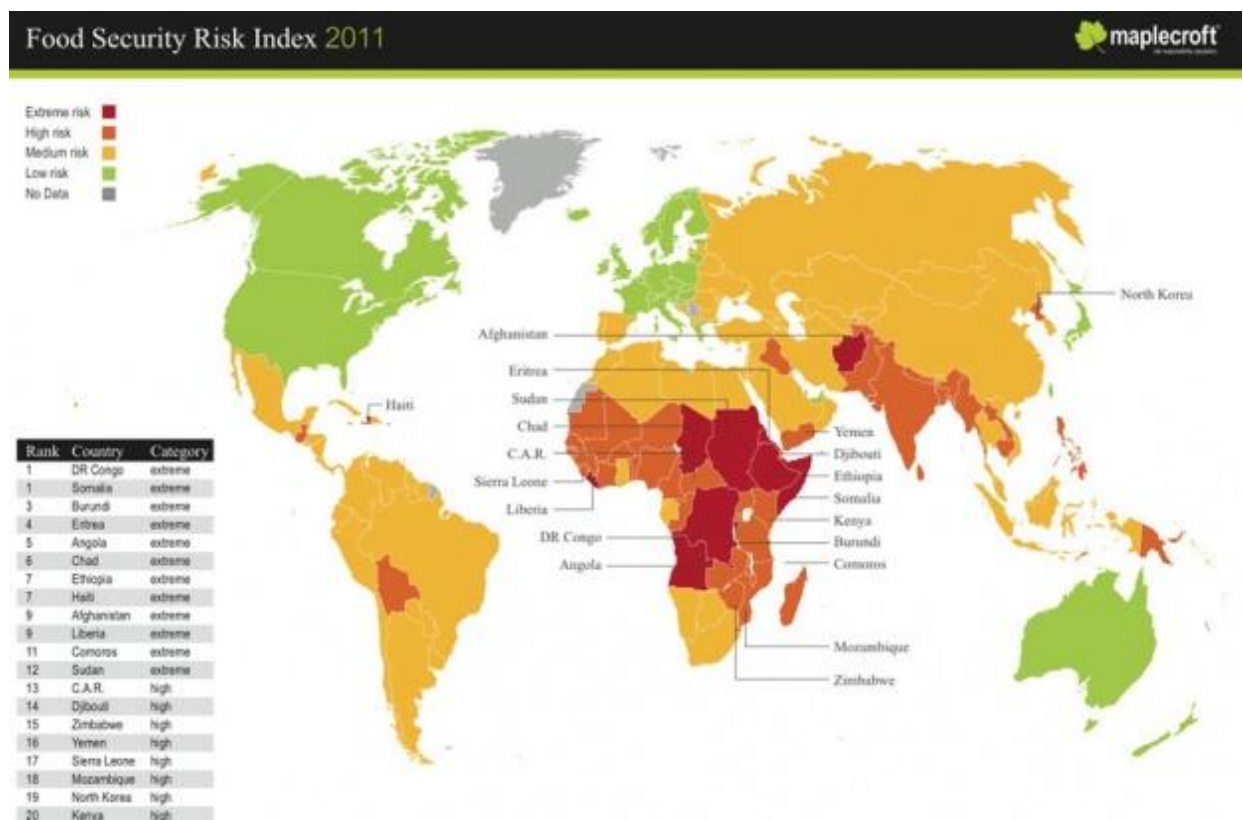 Food Security Risk Index 2011
maplecroft
Extreme risk
High risk
Medium risk
Low risk
No Data
North Korea
Afghanistan
Eritrea
Sudan
Haiti
Chad
Yemen
C.A.R.
Djibouti
Sierra Leone
Ethiopia
Somalia
Liberia
Kenya
DR Congo
Burundi
Angola
Comoros
Mozambique
Zimbabwe
Rank Country Category
1 DR Congo extreme
1 Somalia extreme
3 Burundi extreme
4 Eritrea extreme
5 Angola extreme
6 Chad extreme
7 Ethiopia extreme
7 Haiti extreme
9 Afghanistan extreme
9 Liberia extreme
11 Comoros extreme
12 Sudan extreme
13 C.A.R. high
14 Djibouti high
15 Zimbabwe high
16 Yemen high
17 Sierra Leone high
18 Mozambique high
19 North Korea high
20 Kenya high